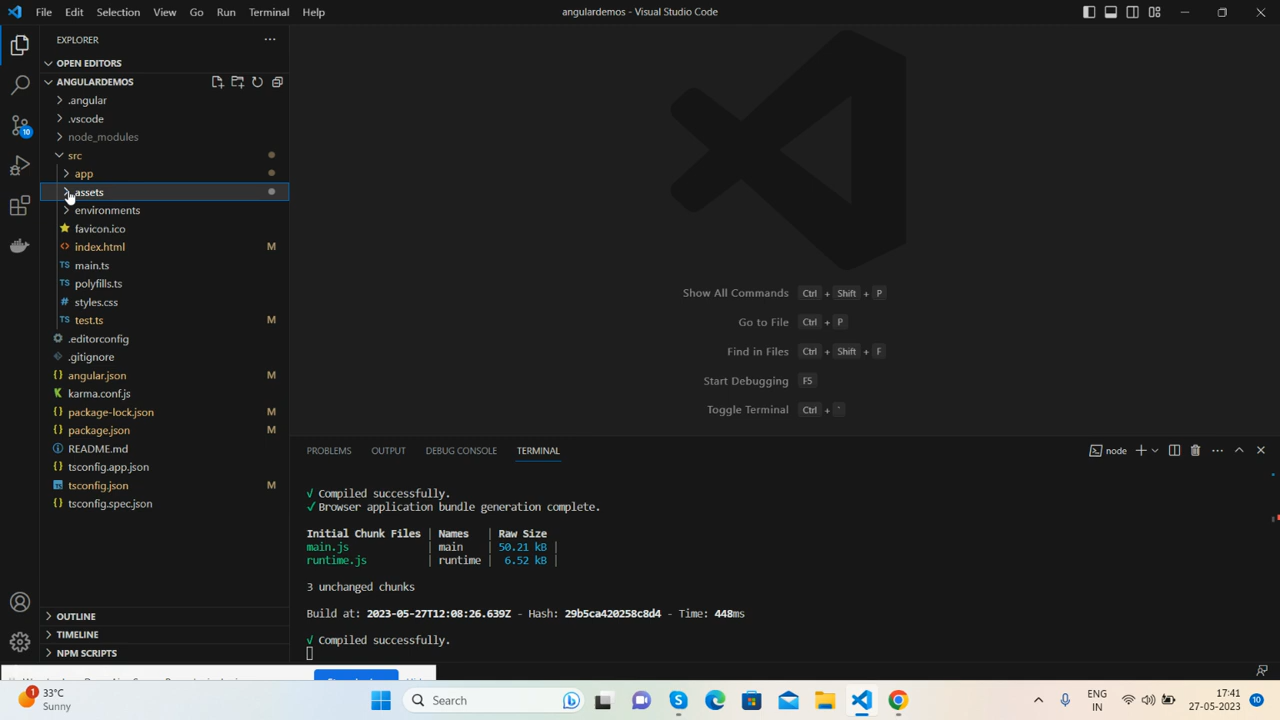 File Edit Selection View Go Run Terminal Help
angulardemos - Visual Studio Code
EXPLORER
OPEN EDITORS
ANGULARDEMOS
.angular
.vscode
node_modules
src
app
assets
environments
favicon.ico
index.html M
main.ts
polyfills.ts
styles.css
test.ts M
.editorconfig
.gitignore
angular.json M
karma.conf.js
package-lock.json M
package.json M
README.md
tsconfig.app.json
tsconfig.json M
tsconfig.spec.json
OUTLINE
TIMELINE
NPM SCRIPTS
10
Show All Commands Ctrl + Shift + P
Go to File Ctrl + P
Find in Files Ctrl + Shift + F
Start Debugging F5
Toggle Terminal Ctrl + `
PROBLEMS OUTPUT DEBUG CONSOLE TERMINAL
node
√ Compiled successfully.
✓ Browser application bundle generation complete.
Initial Chunk Files | Names | Raw Size
main.js | main | 50.21 kB |
runtime.js | runtime | 6.52 kB |
3 unchanged chunks
Build at: 2023-05-27T12:08:26.639Z - Hash: 29b5ca420258c8d4 - Time: 448ms
√ Compiled successfully.
1
33°C
Sunny
Search
ENG
IN
17:41
27-05-2023
10